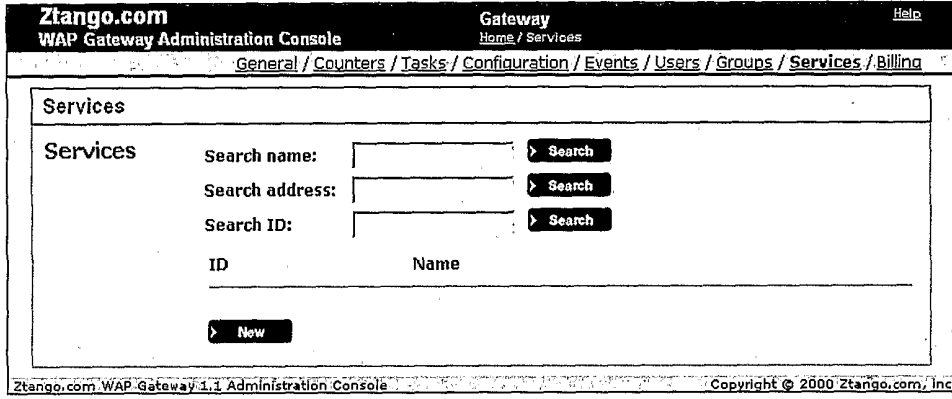 Ztango.com Gateway Help
WAP Gateway Administration Console Home / Services
General / Counters / Tasks / Configuration / Events / Users / Groups / Services / Billing
Services
Services
Search name: Search
Search address: Search
Search ID: Search
ID Name
New
Ztango.com WAP Gateway 1.1 Administration Console Copyright © 2000 Ztango.com, Inc